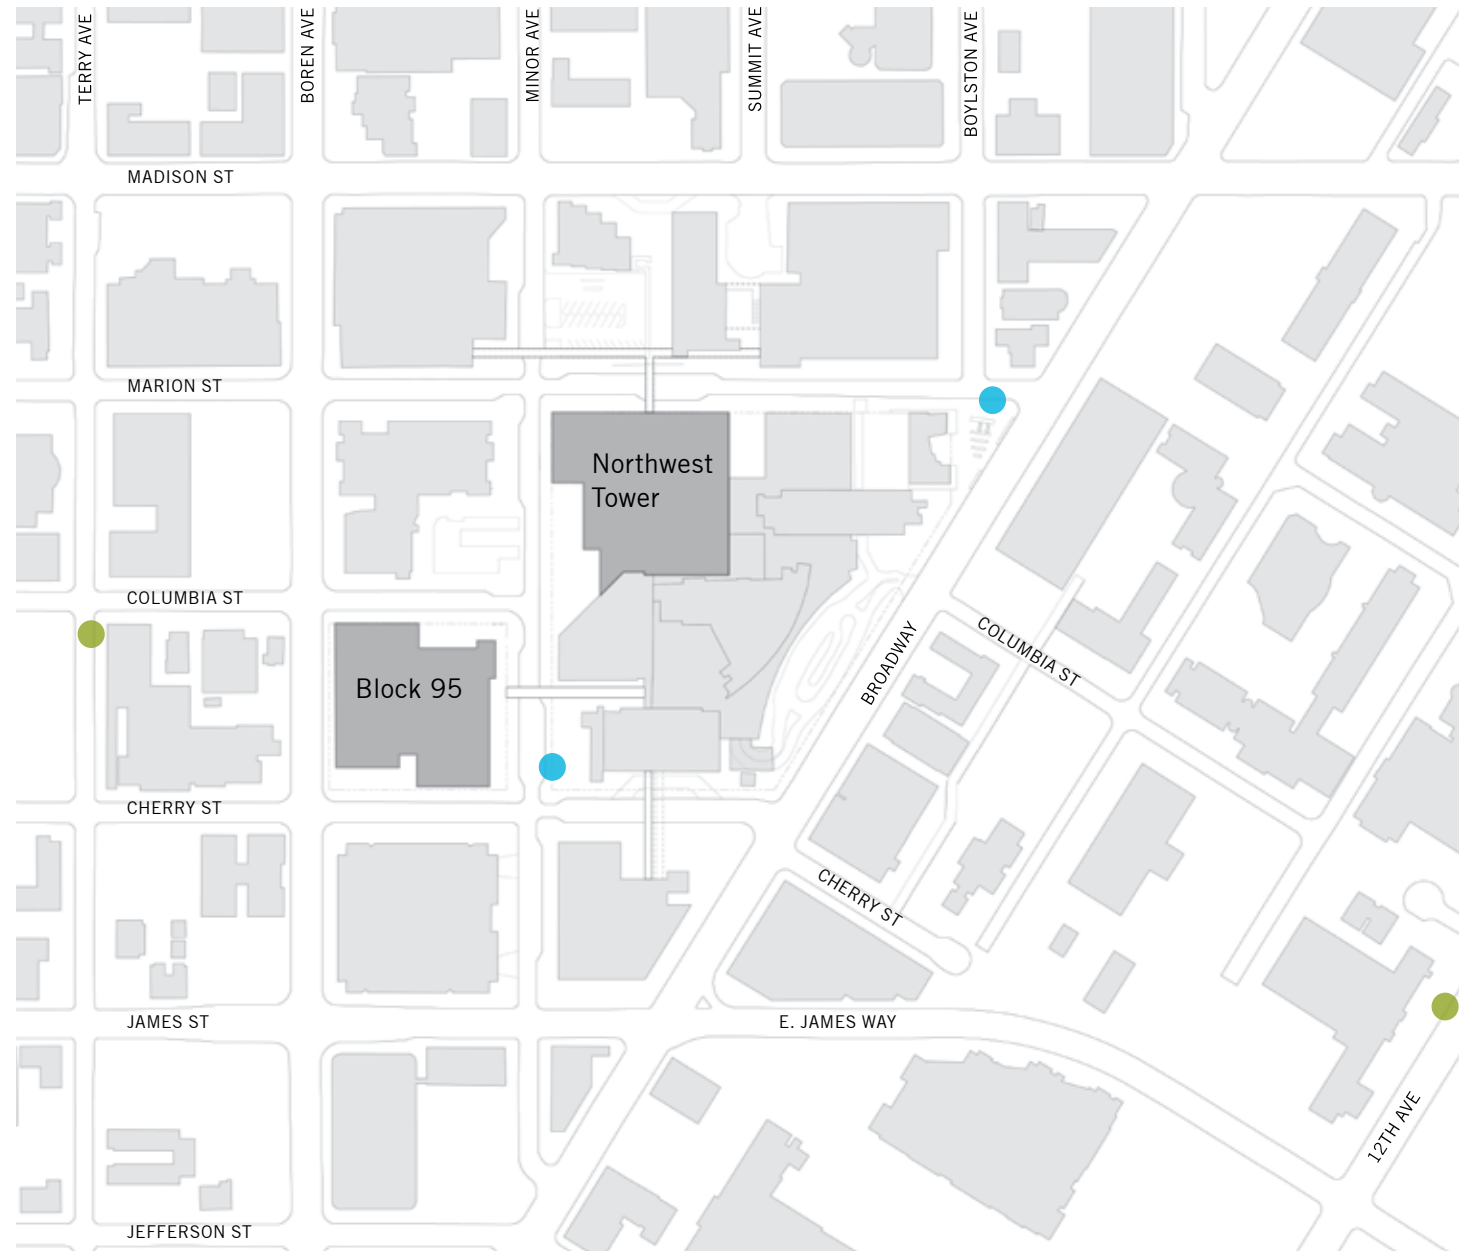 TERRY AVE
BOREN AVE
MINOR AVE
SUMMIT AVE
BOYLSTON AVE
MADISON ST
MARION ST
Northwest
Tower
COLUMBIA ST
COLUMBIA ST
BROADWAY
Block 95
CHERRY ST
CHERRY ST
JAMES ST
E. JAMES WAY
12TH AVE
JEFFERSON ST